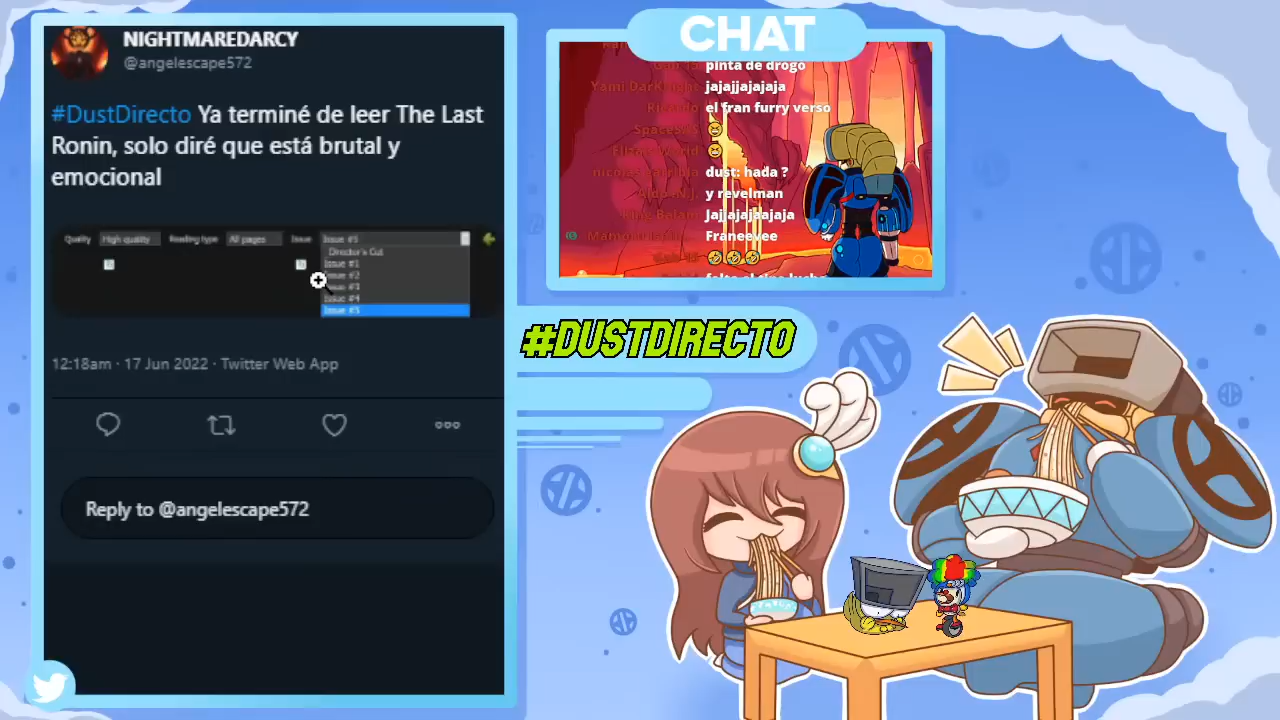 NIGHTMAREDARCY
@angelescape572
#DustDirecto Ya terminé de leer The Last
Ronin, solo diré que está brutal y
emocional
Quality High quality Reading type All pages Issue Issue #5
Director's Cut
Issue #1
Issue #2
Issue #3
Issue #4
Issue #5
12:18am · 17 Jun 2022 · Twitter Web App
Reply to @angelescape572
CHAT
pinta de drogo
jajajjajajaja
Ricardo el fran furry verso
dust: hada ?
y revelman
Jajjajajaajaja
Franeevee
#DUSTDIRECTO